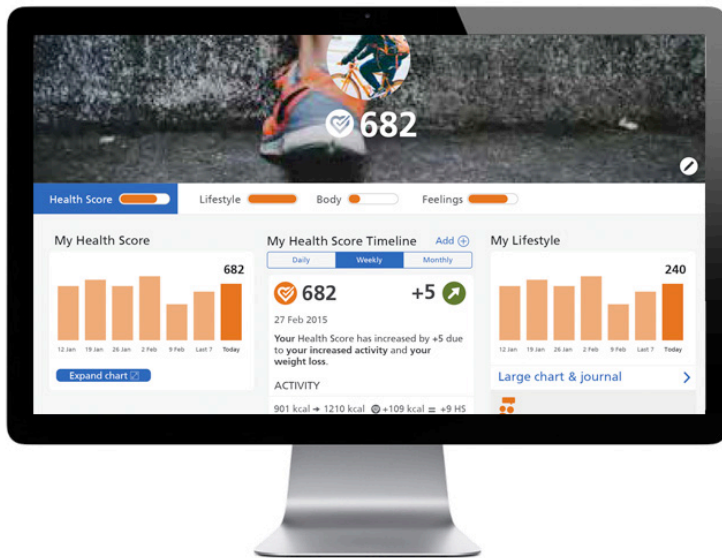 682
Health Score
Lifestyle
Body
Feelings
My Health Score
682
12 Jan 19 Jan 26 Jan 2 Feb 9 Feb Last 7 Today
Expand chart
My Health Score Timeline Add
Daily Weekly Monthly
682 +5
27 Feb 2015
Your Health Score has increased by +5 due
to your increased activity and your
weight loss.
ACTIVITY
901 kcal → 1210 kcal +109 kcal = +9 HS
My Lifestyle
240
12 Jan 19 Jan 26 Jan 2 Feb 9 Feb Last 7 Today
Large chart & journal